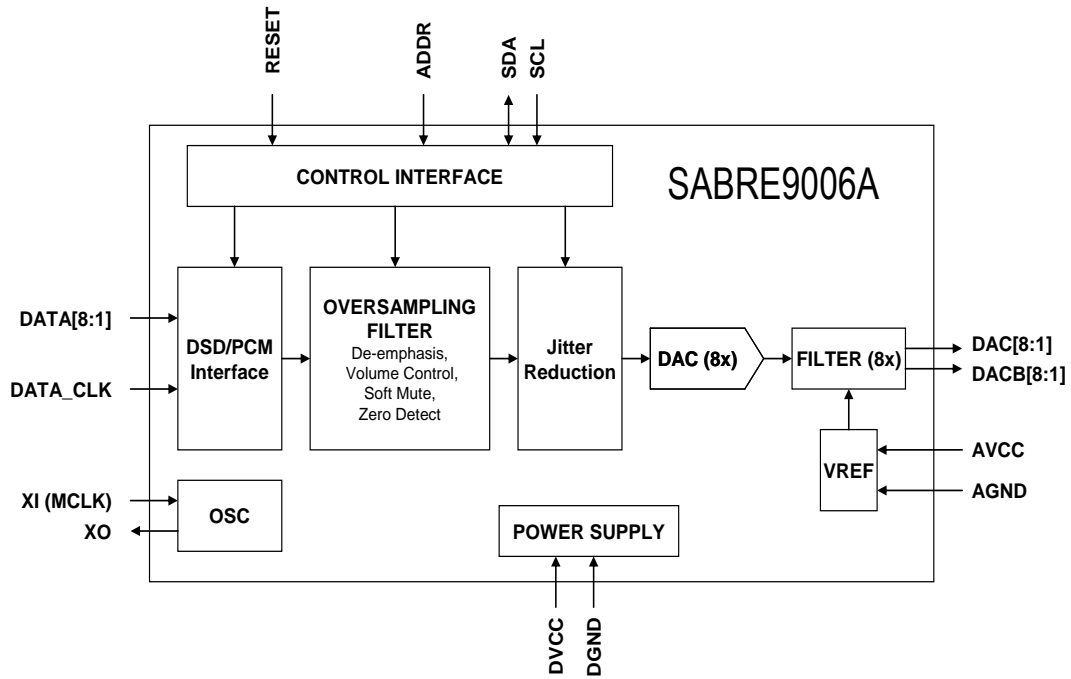 RESET
ADDR
SDA
SCL
CONTROL INTERFACE
SABRE9006A
DATA[8:1]
DATA_CLK
DSD/PCM
Interface
OVERSAMPLING
FILTER
De-emphasis,
Volume Control,
Soft Mute,
Zero Detect
Jitter
Reduction
DAC (8x)
FILTER (8x)
DAC[8:1]
DACB[8:1]
VREF
AVCC
AGND
XI (MCLK)
XO
OSC
POWER SUPPLY
DVCC
DGND